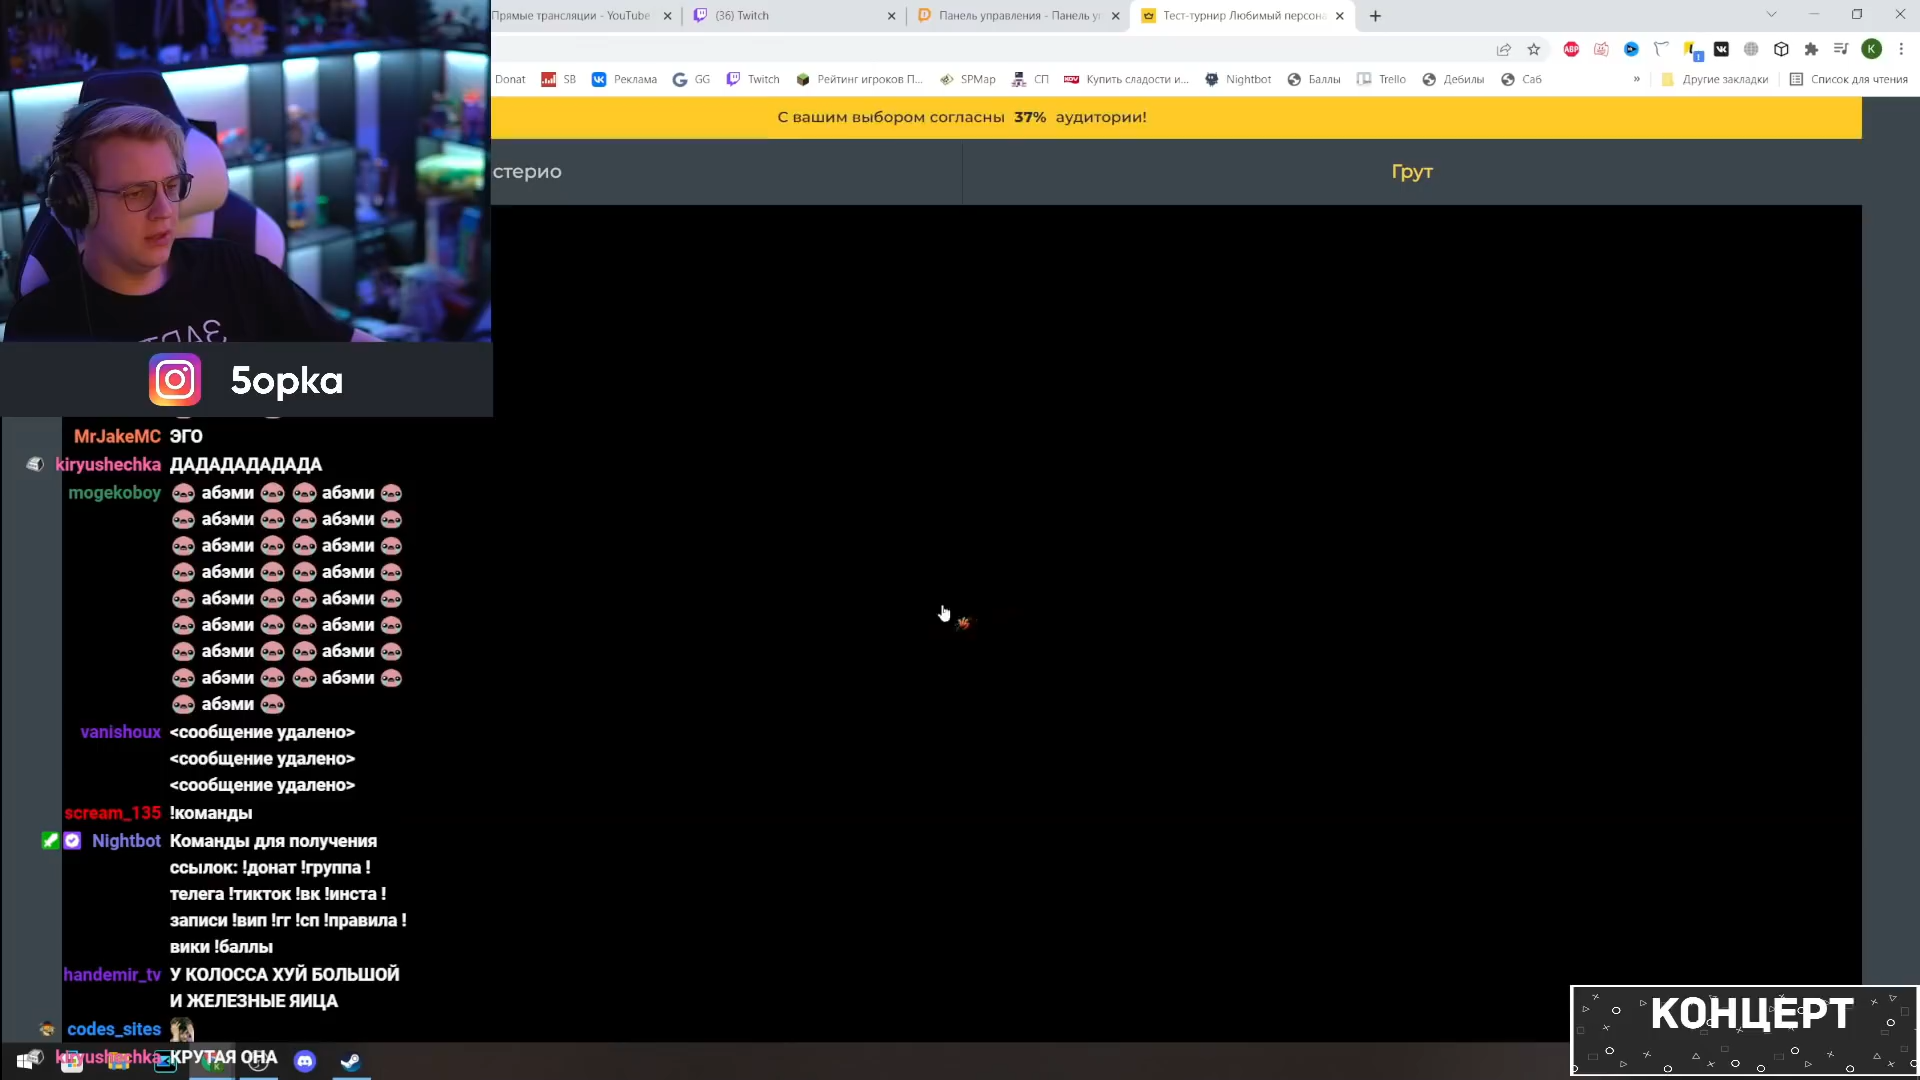 Прямые трансляции - YouTube
(36) Twitch
Панель управления - Панель у
Тест-турнир Любимый персона
Donat
SB
Реклама
GG
Twitch
Рейтинг игроков П...
SPMap
СП
Купить сладости и...
Nightbot
Баллы
Trello
Дебилы
Саб
»
Другие закладки
Список для чтения
С вашим выбором согласны 37% аудитории!
стерио
Грут
5opka
MrJakeMC ЭГО
kiryushechka ДАДАДАДАДАДА
mogekoboy абэми абэми
абэми абэми
абэми абэми
абэми абэми
абэми абэми
абэми абэми
абэми абэми
абэми абэми
абэми
vanishoux <сообщение удалено>
<сообщение удалено>
<сообщение удалено>
scream_135 !команды
Nightbot Команды для получения
ссылок: !донат !группа !
телега !тикток !вк !инста !
записи !вип !гг !сп !правила !
вики !баллы
handemir_tv У КОЛОССА ХУЙ БОЛЬШОЙ
И ЖЕЛЕЗНЫЕ ЯИЦА
codes_sites
kiryushechka КРУТАЯ ОНА
КОНЦЕРТ